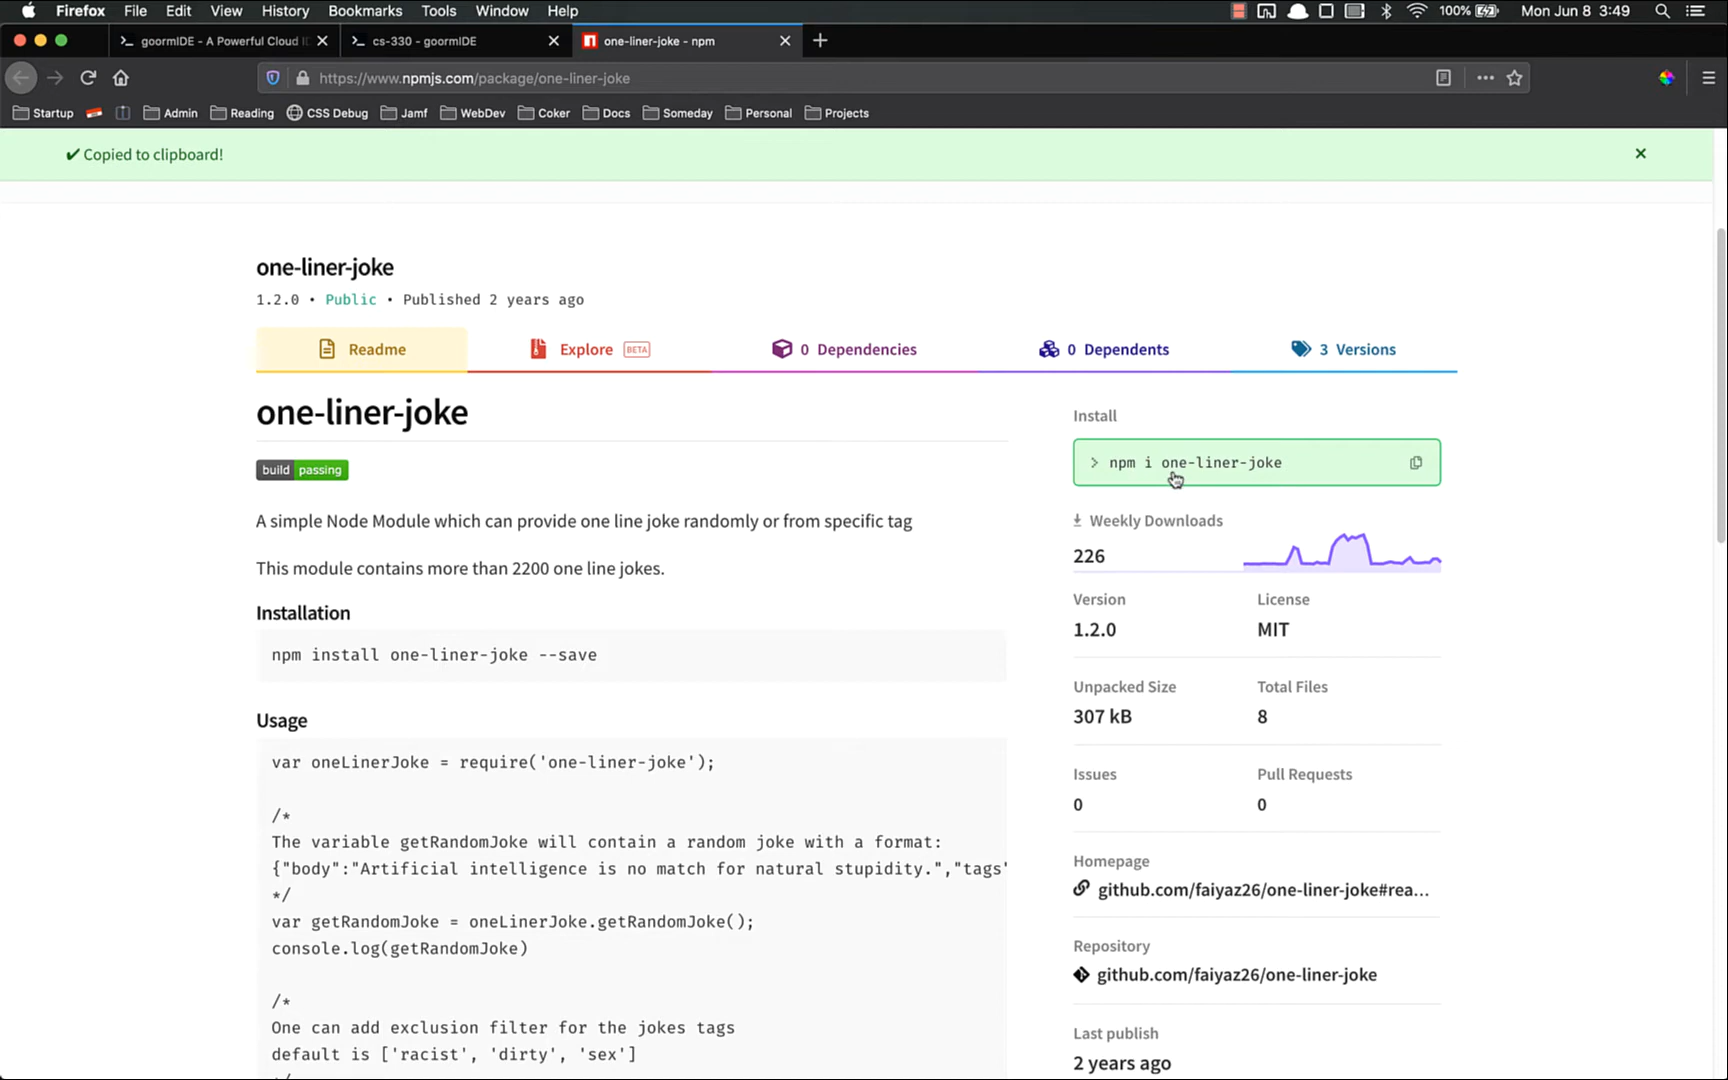 Firefox File Edit View History Bookmarks Tools Window Help 100% Mon Jun 8 3:49
goormIDE - A Powerful Cloud I
cs-330 - goormIDE
one-liner-joke - npm
https://www.npmjs.com/package/one-liner-joke
Startup Admin Reading CSS Debug Jamf WebDev Coker Docs Someday Personal Projects
✔ Copied to clipboard! ×
one-liner-joke
1.2.0 • Public • Published 2 years ago
Readme
Explore BETA
0 Dependencies
0 Dependents
3 Versions
one-liner-joke
build passing
A simple Node Module which can provide one line joke randomly or from specific tag
This module contains more than 2200 one line jokes.
Installation
npm install one-liner-joke --save
Usage
var oneLinerJoke = require('one-liner-joke');
/*
The variable getRandomJoke will contain a random joke with a format:
{"body":"Artificial intelligence is no match for natural stupidity.","tags"
*/
var getRandomJoke = oneLinerJoke.getRandomJoke();
console.log(getRandomJoke)
/*
One can add exclusion filter for the jokes tags
default is ['racist', 'dirty', 'sex']
Install
> npm i one-liner-joke
Weekly Downloads
226
Version
1.2.0
License
MIT
Unpacked Size
307 kB
Total Files
8
Issues
0
Pull Requests
0
Homepage
github.com/faiyaz26/one-liner-joke#rea...
Repository
github.com/faiyaz26/one-liner-joke
Last publish
2 years ago